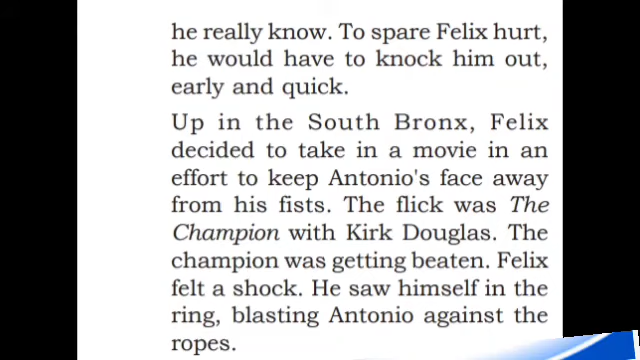 he really know. To spare Felix hurt,
he would have to knock him out,
early and quick.
Up in the South Bronx, Felix
decided to take in a movie in an
effort to keep Antonio's face away
from his fists. The flick was The
Champion with Kirk Douglas. The
champion was getting beaten. Felix
felt a shock. He saw himself in the
ring, blasting Antonio against the
ropes.